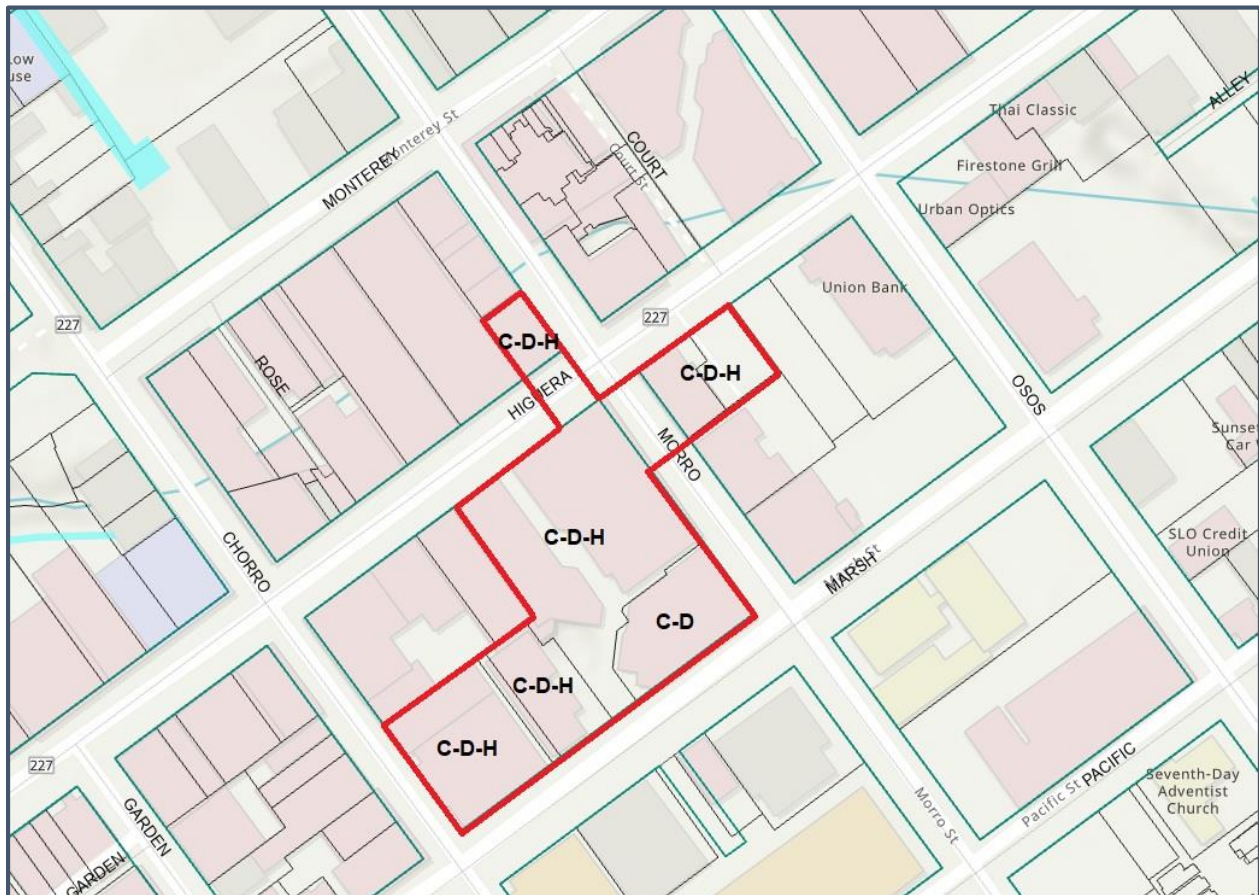 Low
use
Monterey St
MONTEREY
COURT
Court St
Thai Classic
ALLEY
Firestone Grill
Urban Optics
227
ROSE
C-D-H
HIGUERA
227
Union Bank
C-D-H
OSOS
MORRO
Sunset
Car
CHORRO
C-D-H
SLO Credit
Union
Marsh St
MARSH
C-D
C-D-H
C-D-H
227
GARDEN
GARDEN
Morro St
Pacific St
PACIFIC
Seventh-Day
Adventist
Church